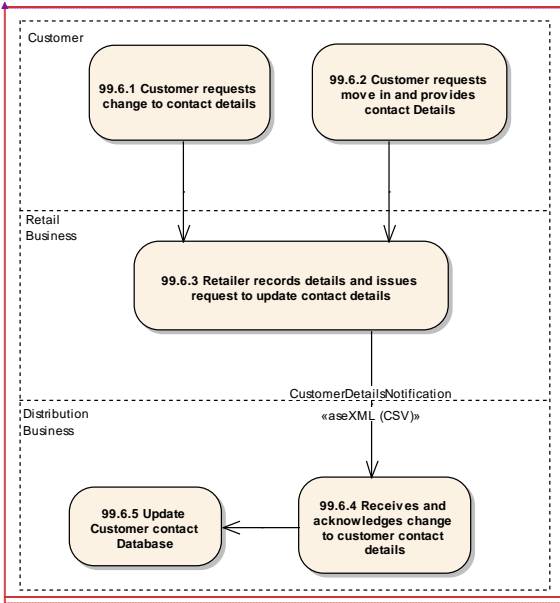 Customer
99.6.1 Customer requests
change to contact details
99.6.2 Customer requests
move in and provides
contact Details
Retail
Business
99.6.3 Retailer records details and issues
request to update contact details
CustomerDetailsNotification
«aseXML (CSV)»
Distribution
Business
99.6.4 Receives and
acknowledges change
to customer contact
details
99.6.5 Update
Customer contact
Database